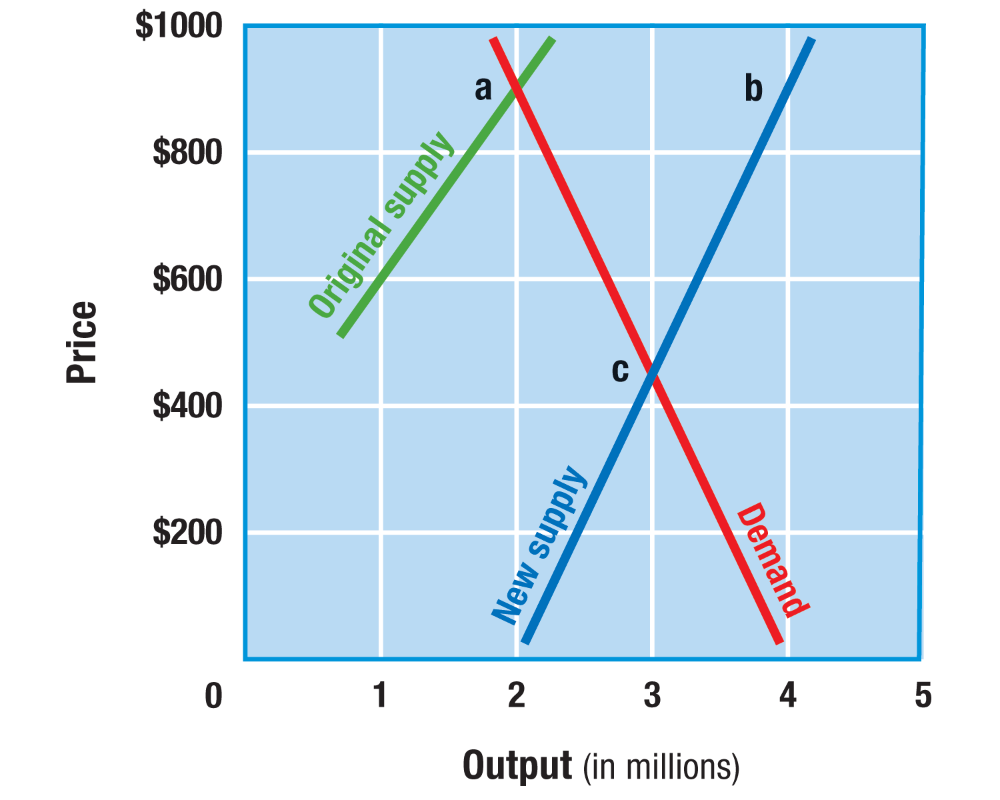 $1000
$800
$600
$400
$200
0
1
2
3
4
5
Price
Output (in millions)
Original supply
New supply
Demand
a
b
c